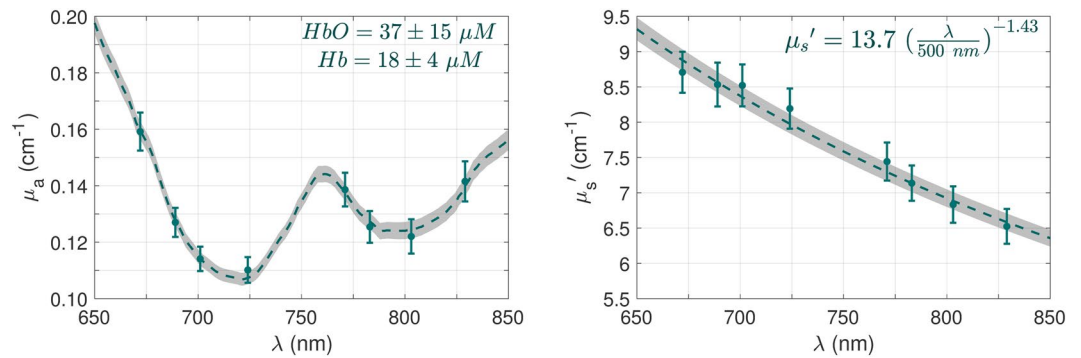 HbO = 37 ± 15 μM
Hb = 18 ± 4 μM
0.20
0.18
0.16
0.14
0.12
0.10
μa (cm-1)
650 700 750 800 850
λ (nm)
μs′ = 13.7 (λ / 500 nm)−1.43
9.5
9
8.5
8
7.5
7
6.5
6
5.5
μs′ (cm-1)
650 700 750 800 850
λ (nm)